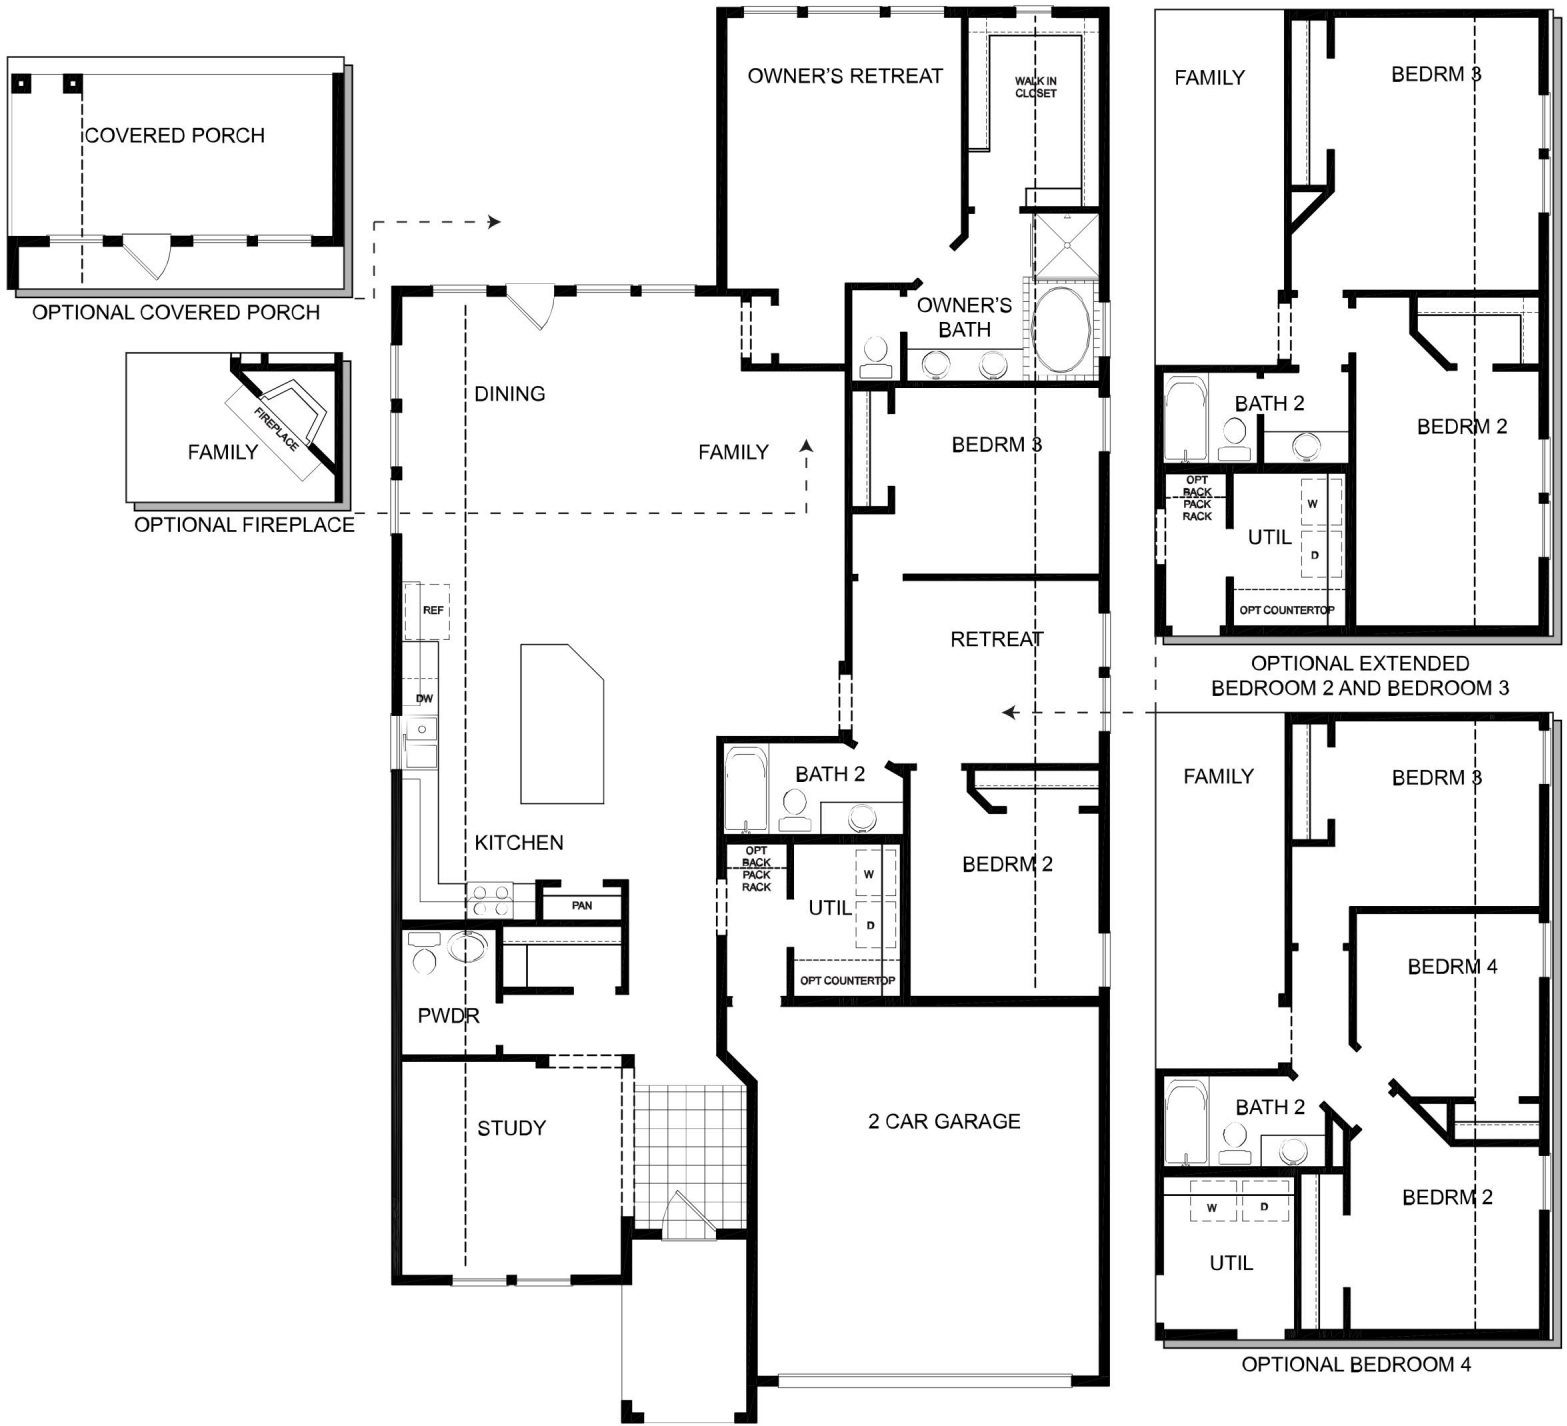 COVERED PORCH
OPTIONAL COVERED PORCH
FIREPLACE
FAMILY
OPTIONAL FIREPLACE
OWNER'S RETREAT
WALK IN
CLOSET
OWNER'S
BATH
DINING
FAMILY
BEDRM 3
REF
RETREAT
DW
BATH 2
KITCHEN
OPT
BACK
PACK
RACK
W
BEDRM 2
PAN
UTIL
D
OPT COUNTERTOP
PWDR
STUDY
2 CAR GARAGE
FAMILY
BEDRM 3
BATH 2
BEDRM 2
OPT
BACK
PACK
RACK
W
UTIL
D
OPT COUNTERTOP
OPTIONAL EXTENDED
BEDROOM 2 AND BEDROOM 3
FAMILY
BEDRM 3
BEDRM 4
BATH 2
BEDRM 2
W
D
UTIL
OPTIONAL BEDROOM 4